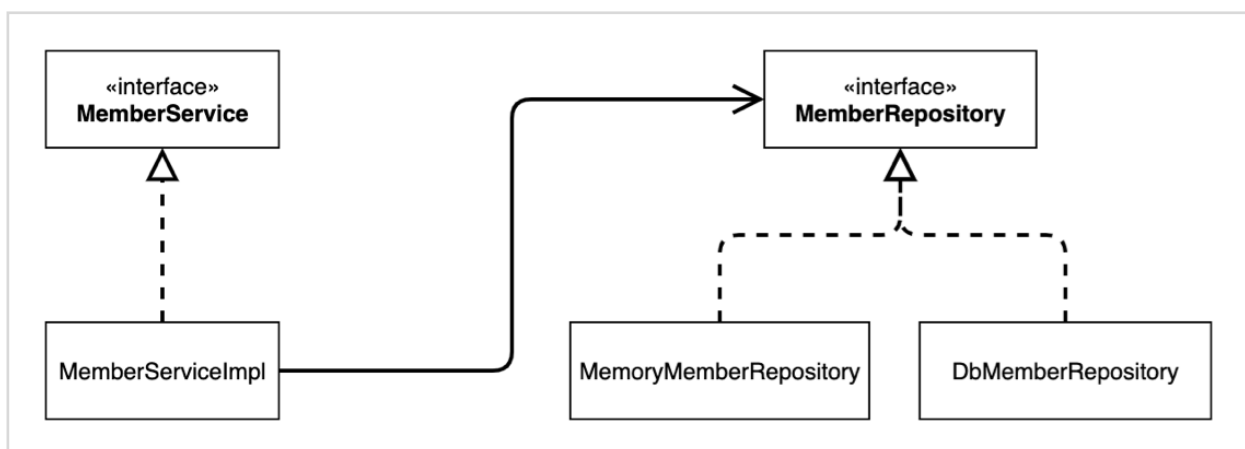 «interface»
MemberService
«interface»
MemberRepository
MemberServiceImpl
MemoryMemberRepository
DbMemberRepository